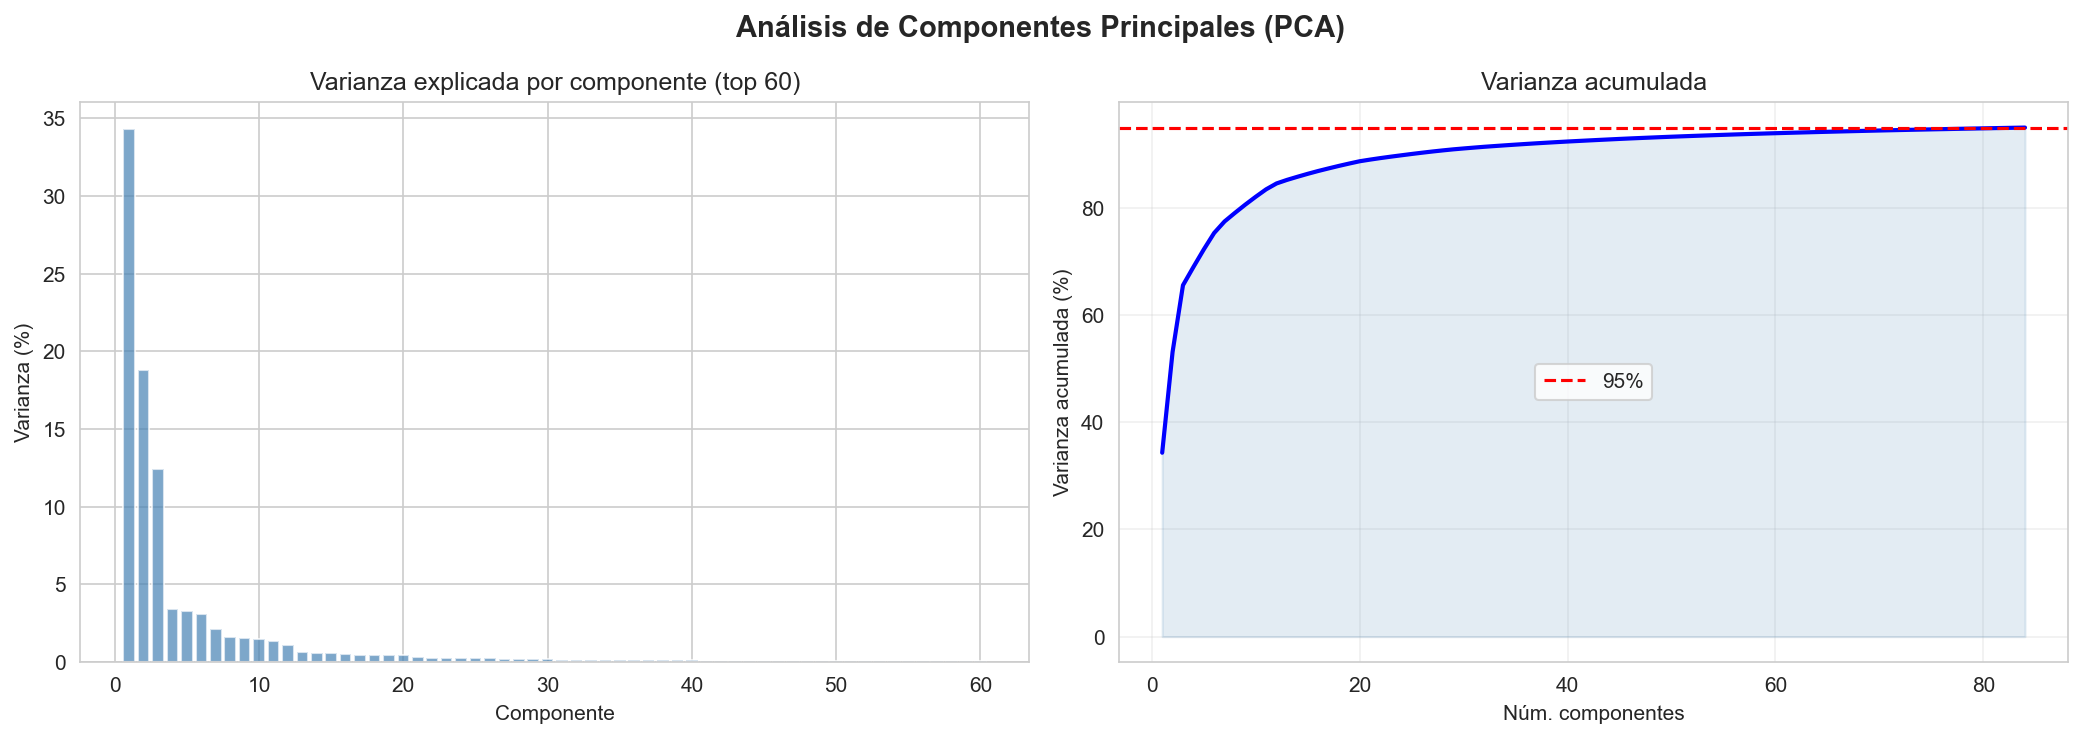 Análisis de Componentes Principales (PCA)
Varianza explicada por componente (top 60)
Varianza (%)
35
30
25
20
15
10
5
0
0 10 20 30 40 50 60
Componente
Varianza acumulada
Varianza acumulada (%)
80
60
40
20
0
95%
0 20 40 60 80
Núm. componentes